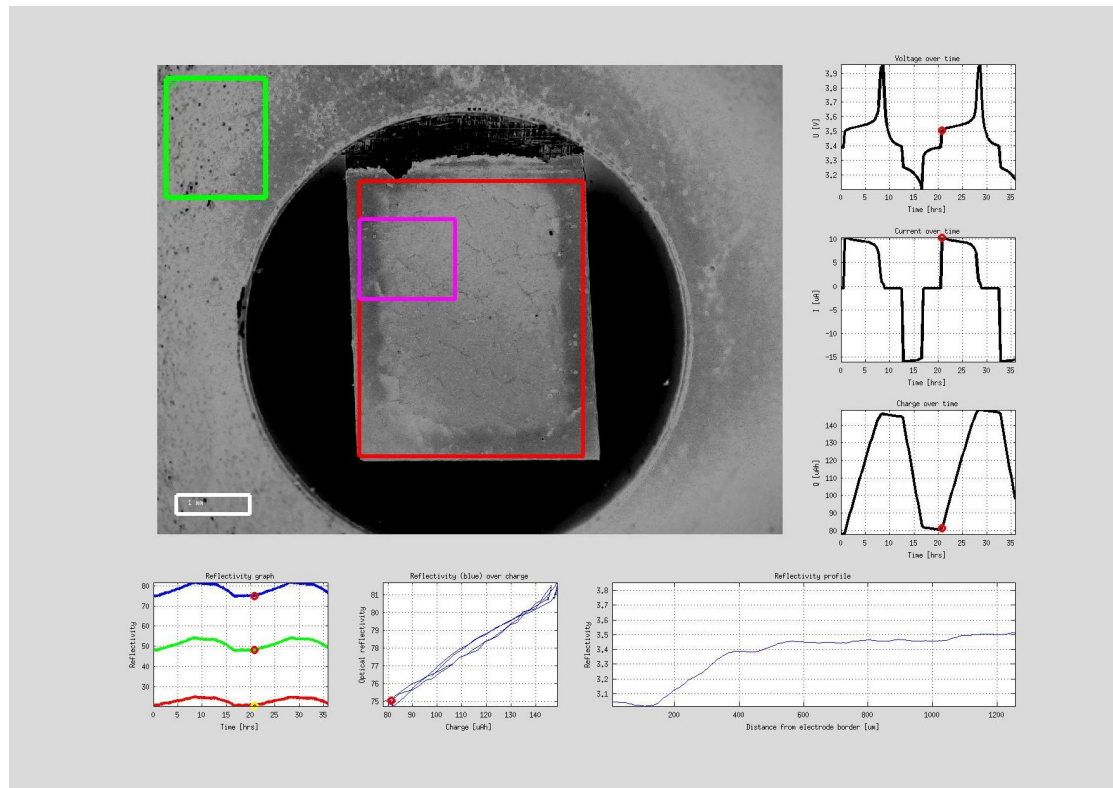 Voltage over time
3.9
3.8
3.7
3.6
3.5
3.4
3.3
3.2
U [V]
0 5 10 15 20 25 30 35
Time [hrs]
Current over time
10
5
0
-5
-10
-15
I [uA]
0 5 10 15 20 25 30 35
Time [hrs]
Charge over time
140
130
120
110
100
90
80
Q [uAh]
0 5 10 15 20 25 30 35
Time [hrs]
1 mm
Reflectivity graph
80
70
60
50
40
30
Reflectivity
0 5 10 15 20 25 30 35
Time [hrs]
Reflectivity (blue) over charge
81
80
79
78
77
76
75
Optical reflectivity
80 90 100 110 120 130 140
Charge [uAh]
Reflectivity profile
3.8
3.7
3.6
3.5
3.4
3.3
3.2
3.1
Reflectivity
200 400 600 800 1000 1200
Distance from electrode border [um]